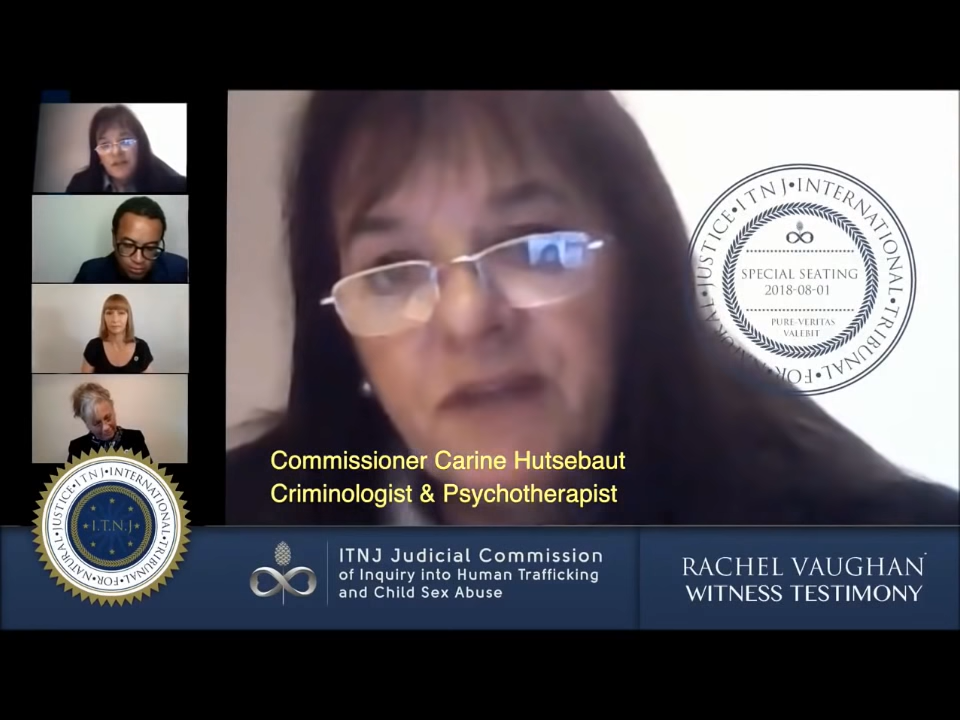 ITNJ•INTERNATIONAL•TRIBUNAL•FOR•NATURAL•JUSTICE•
SPECIAL SEATING
2018-08-01
PURE-VERITAS
VALEBIT
Commissioner Carine Hutsebaut
Criminologist & Psychotherapist
ITNJ•INTERNATIONAL•TRIBUNAL•FOR•NATURAL•JUSTICE•
I.T.N.J
ITNJ Judicial Commission
of Inquiry into Human Trafficking
and Child Sex Abuse
RACHEL VAUGHAN
WITNESS TESTIMONY